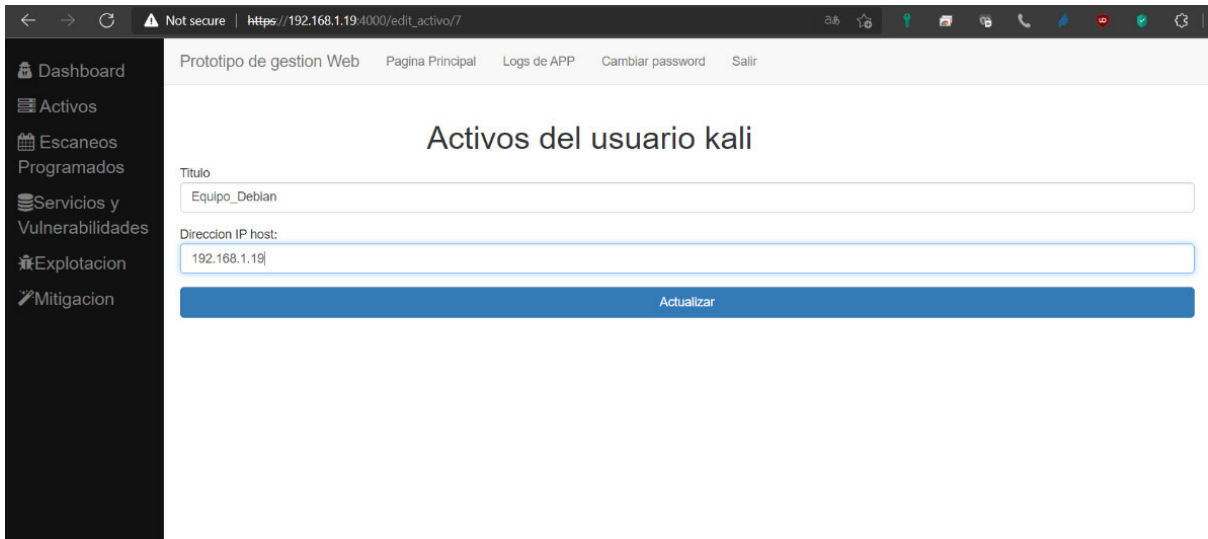 Not secure | https://192.168.1.19:4000/edit_activo/7
Dashboard
Activos
Escaneos
Programados
Servicios y
Vulnerabilidades
Explotacion
Mitigacion
Prototipo de gestion Web Pagina Principal Logs de APP Cambiar password Salir
Activos del usuario kali
Titulo
Equipo_Debian
Direccion IP host:
192.168.1.19
Actualizar